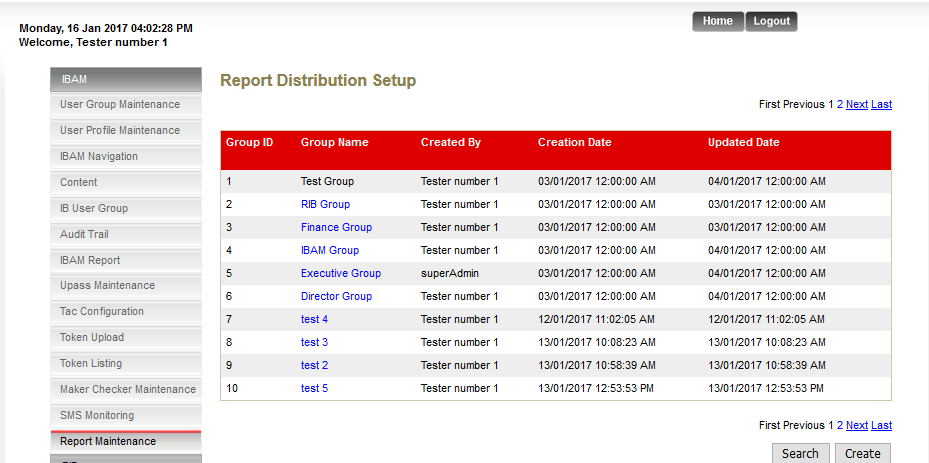 Home Logout
Monday, 16 Jan 2017 04:02:28 PM
Welcome, Tester number 1
IBAM
User Group Maintenance
User Profile Maintenance
IBAM Navigation
Content
IB User Group
Audit Trail
IBAM Report
Upass Maintenance
Tac Configuration
Token Upload
Token Listing
Maker Checker Maintenance
SMS Monitoring
Report Maintenance
Report Distribution Setup
First Previous 1 2 Next Last
Group ID Group Name Created By Creation Date Updated Date
1 Test Group Tester number 1 03/01/2017 12:00:00 AM 04/01/2017 12:00:00 AM
2 RIB Group Tester number 1 03/01/2017 12:00:00 AM 04/01/2017 12:00:00 AM
3 Finance Group Tester number 1 03/01/2017 12:00:00 AM 04/01/2017 12:00:00 AM
4 IBAM Group Tester number 1 03/01/2017 12:00:00 AM 04/01/2017 12:00:00 AM
5 Executive Group superAdmin 03/01/2017 12:00:00 AM 04/01/2017 12:00:00 AM
6 Director Group Tester number 1 03/01/2017 12:00:00 AM 04/01/2017 12:00:00 AM
7 test 4 Tester number 1 12/01/2017 11:02:05 AM 12/01/2017 11:02:05 AM
8 test 3 Tester number 1 13/01/2017 10:08:23 AM 13/01/2017 10:08:23 AM
9 test 2 Tester number 1 13/01/2017 10:58:39 AM 13/01/2017 10:58:39 AM
10 test 5 Tester number 1 13/01/2017 12:53:53 PM 13/01/2017 12:53:53 PM
First Previous 1 2 Next Last
Search Create